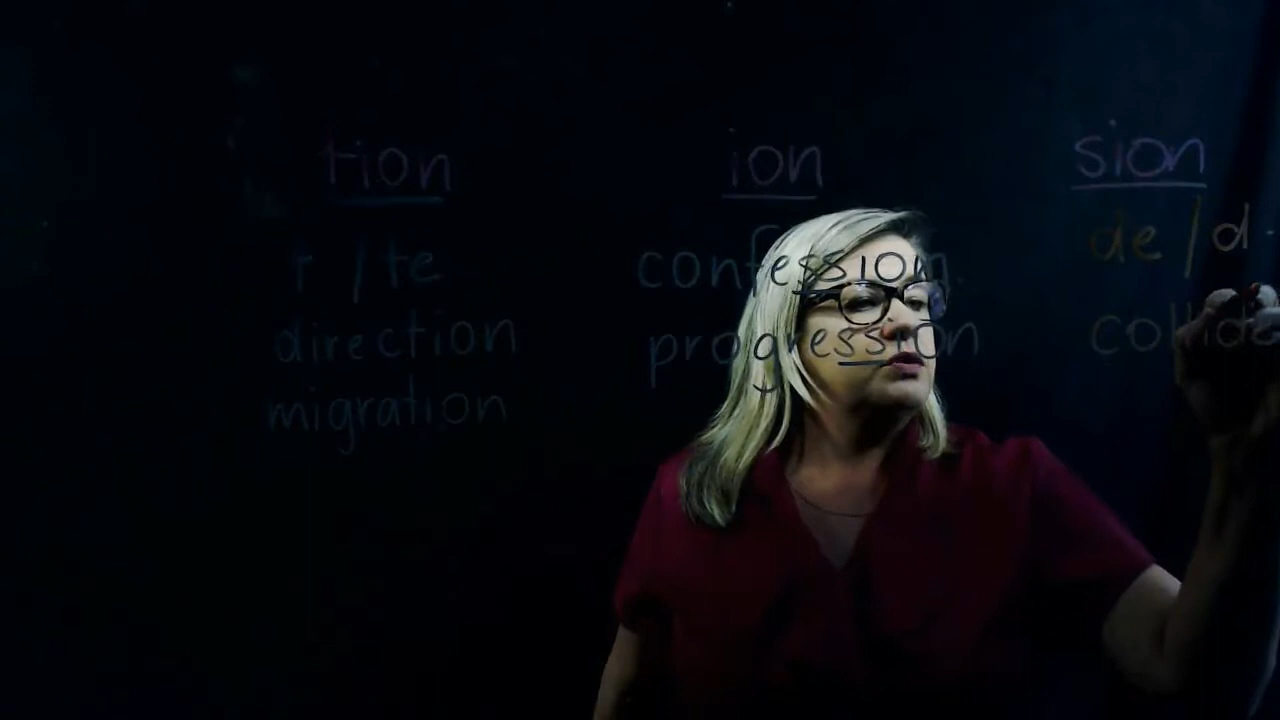 tion
t / te
direction
migration
ion
confession
progression
sion
de / d
collide